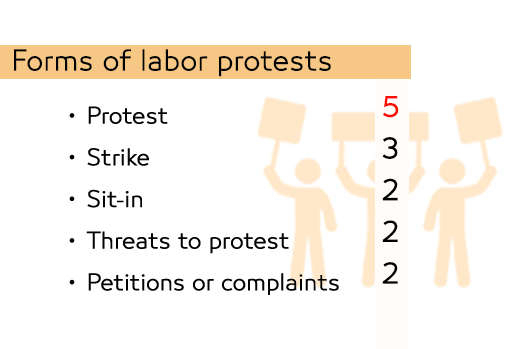 Forms of labor protests
• Protest 5
• Strike 3
• Sit-in 2
• Threats to protest 2
• Petitions or complaints 2